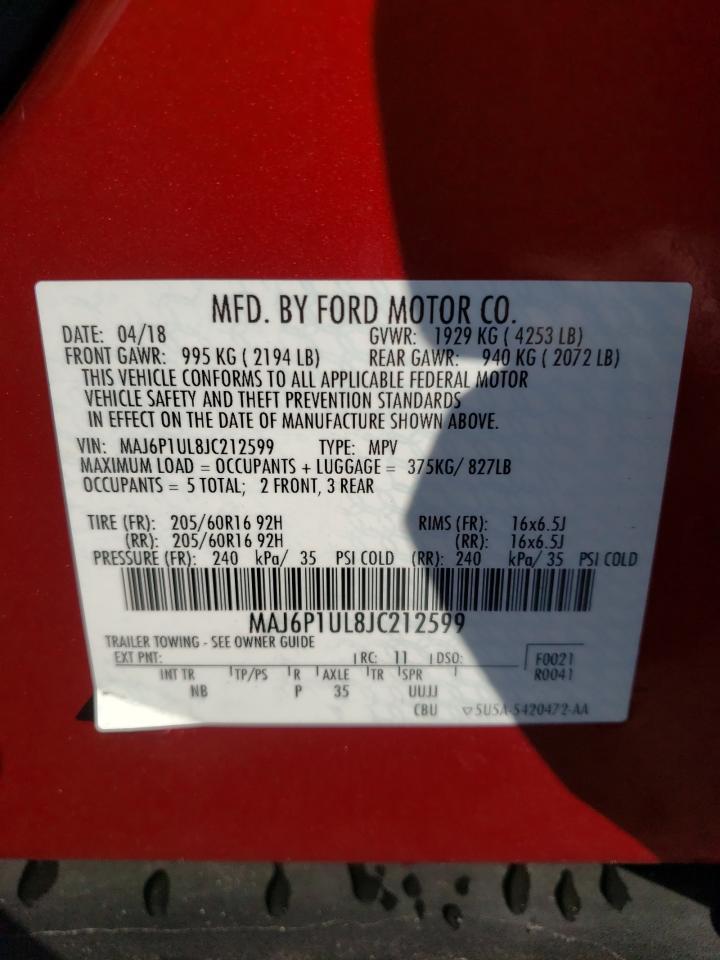 MFD. BY FORD MOTOR CO.
DATE: 04/18 GVWR: 1929 KG ( 4253 LB)
FRONT GAWR: 995 KG ( 2194 LB) REAR GAWR: 940 KG ( 2072 LB)
THIS VEHICLE CONFORMS TO ALL APPLICABLE FEDERAL MOTOR
VEHICLE SAFETY AND THEFT PREVENTION STANDARDS
IN EFFECT ON THE DATE OF MANUFACTURE SHOWN ABOVE.
VIN: MAJ6P1UL8JC212599 TYPE: MPV
MAXIMUM LOAD = OCCUPANTS + LUGGAGE = 375KG/ 827LB
OCCUPANTS = 5 TOTAL; 2 FRONT, 3 REAR
TIRE (FR): 205/60R16 92H RIMS (FR): 16x6.5J
(RR): 205/60R16 92H (RR): 16x6.5J
PRESSURE (FR): 240 kPa/ 35 PSI COLD (RR): 240 kPa/ 35 PSI COLD
MAJ6P1UL8JC212599
TRAILER TOWING - SEE OWNER GUIDE
EXT PNT: RC: 11 DSO: F0021
INT TR TP/PS R AXLE TR SPR R0041
NB P 35 UUJJ
CBU ▽5U5A-5420472-AA